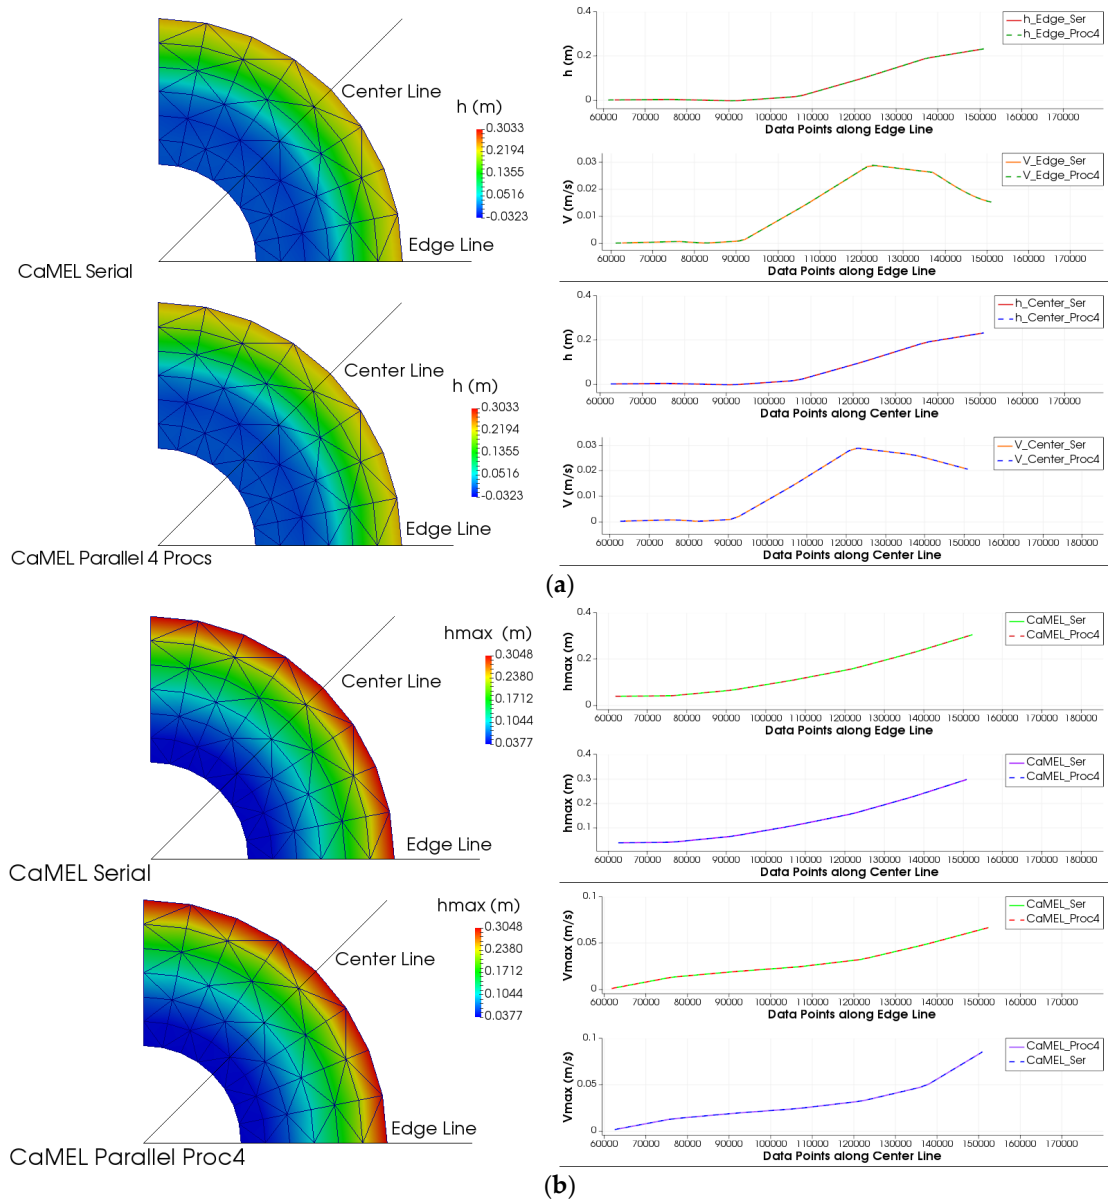 Center Line
h (m)
0.3033
0.2194
0.1355
0.0516
-0.0323
Edge Line
CaMEL Serial
Center Line
h (m)
0.3033
0.2194
0.1355
0.0516
-0.0323
Edge Line
CaMEL Parallel 4 Procs
h (m)
0.4
0.2
0
h_Edge_Ser
h_Edge_Proc4
60000 70000 80000 90000 100000 110000 120000 130000 140000 150000 160000 170000
Data Points along Edge Line
V (m/s)
0.03
0.02
0.01
0
V_Edge_Ser
V_Edge_Proc4
60000 70000 80000 90000 100000 110000 120000 130000 140000 150000 160000 170000
Data Points along Edge Line
h (m)
0.4
0.2
0
h_Center_Ser
h_Center_Proc4
60000 70000 80000 90000 100000 110000 120000 130000 140000 150000 160000 170000
Data Points along Center Line
V (m/s)
0.03
0.02
0.01
0
V_Center_Ser
V_Center_Proc4
60000 70000 80000 90000 100000 110000 120000 130000 140000 150000 160000 170000 180000
Data Points along Center Line
(a)
hmax (m)
0.3048
0.2380
0.1712
0.1044
0.0377
Center Line
Edge Line
CaMEL Serial
hmax (m)
0.3048
0.2380
0.1712
0.1044
0.0377
Center Line
Edge Line
CaMEL Parallel Proc4
hmax (m)
0.4
0.2
0
CaMEL_Ser
CaMEL_Proc4
60000 70000 80000 90000 100000 110000 120000 130000 140000 150000 160000 170000 180000
Data Points along Edge Line
hmax (m)
0.4
0.3
0.2
0.1
CaMEL_Ser
CaMEL_Proc4
60000 70000 80000 90000 100000 110000 120000 130000 140000 150000 160000 170000 180000
Data Points along Center Line
Vmax (m/s)
0.1
0.05
0
CaMEL_Ser
CaMEL_Proc4
60000 70000 80000 90000 100000 110000 120000 130000 140000 150000 160000 170000
Data Points along Edge Line
Vmax (m/s)
0.1
0.05
0
CaMEL_Proc4
CaMEL_Ser
60000 70000 80000 90000 100000 110000 120000 130000 140000 150000 160000 170000
Data Points along Center Line
(b)